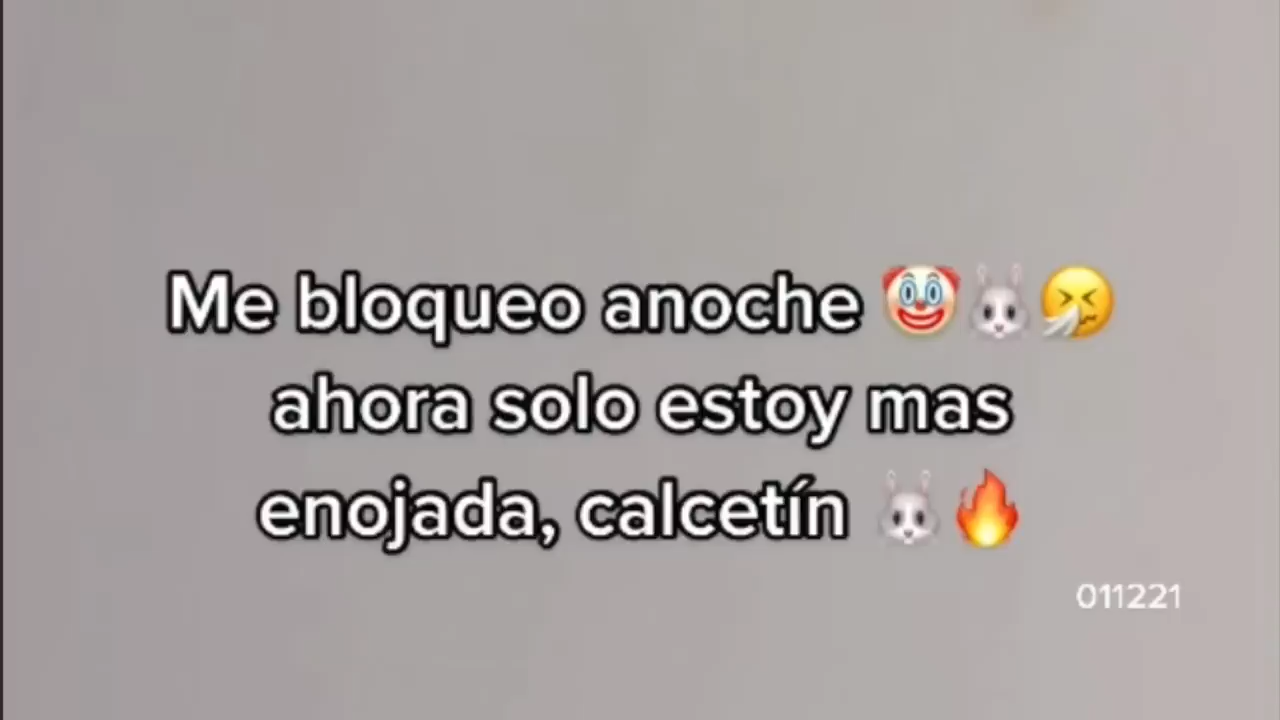 Me bloqueo anoche 🤡🐰🤧
ahora solo estoy mas
enojada, calcetín 🐰🔥
011221